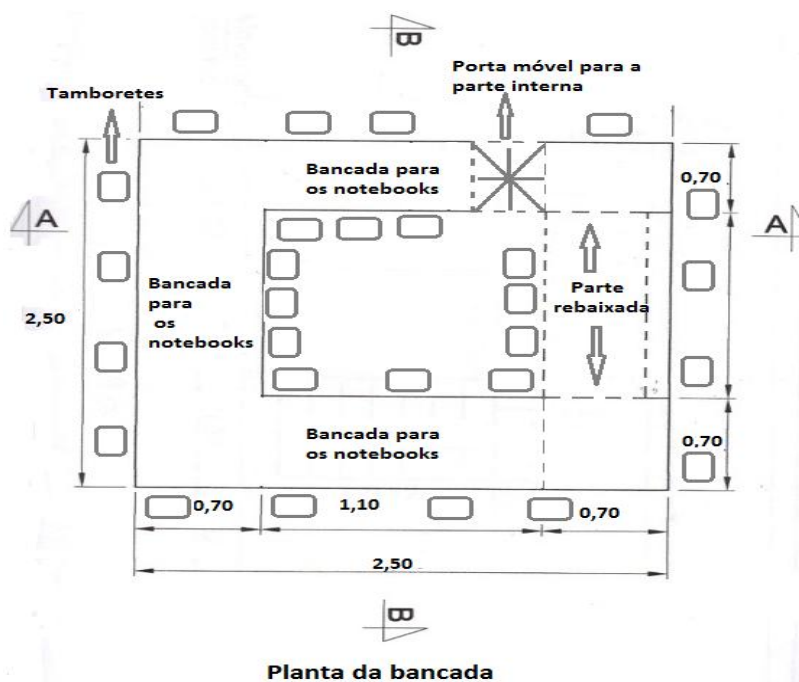 B
Porta móvel para a
parte interna
Tamboretes
Bancada para
os notebooks
0,70
A
A
Bancada
para
os
notebooks
Parte
rebaixada
2,50
Bancada para
os notebooks
0,70
0,70
1,10
0,70
2,50
B
Planta da bancada